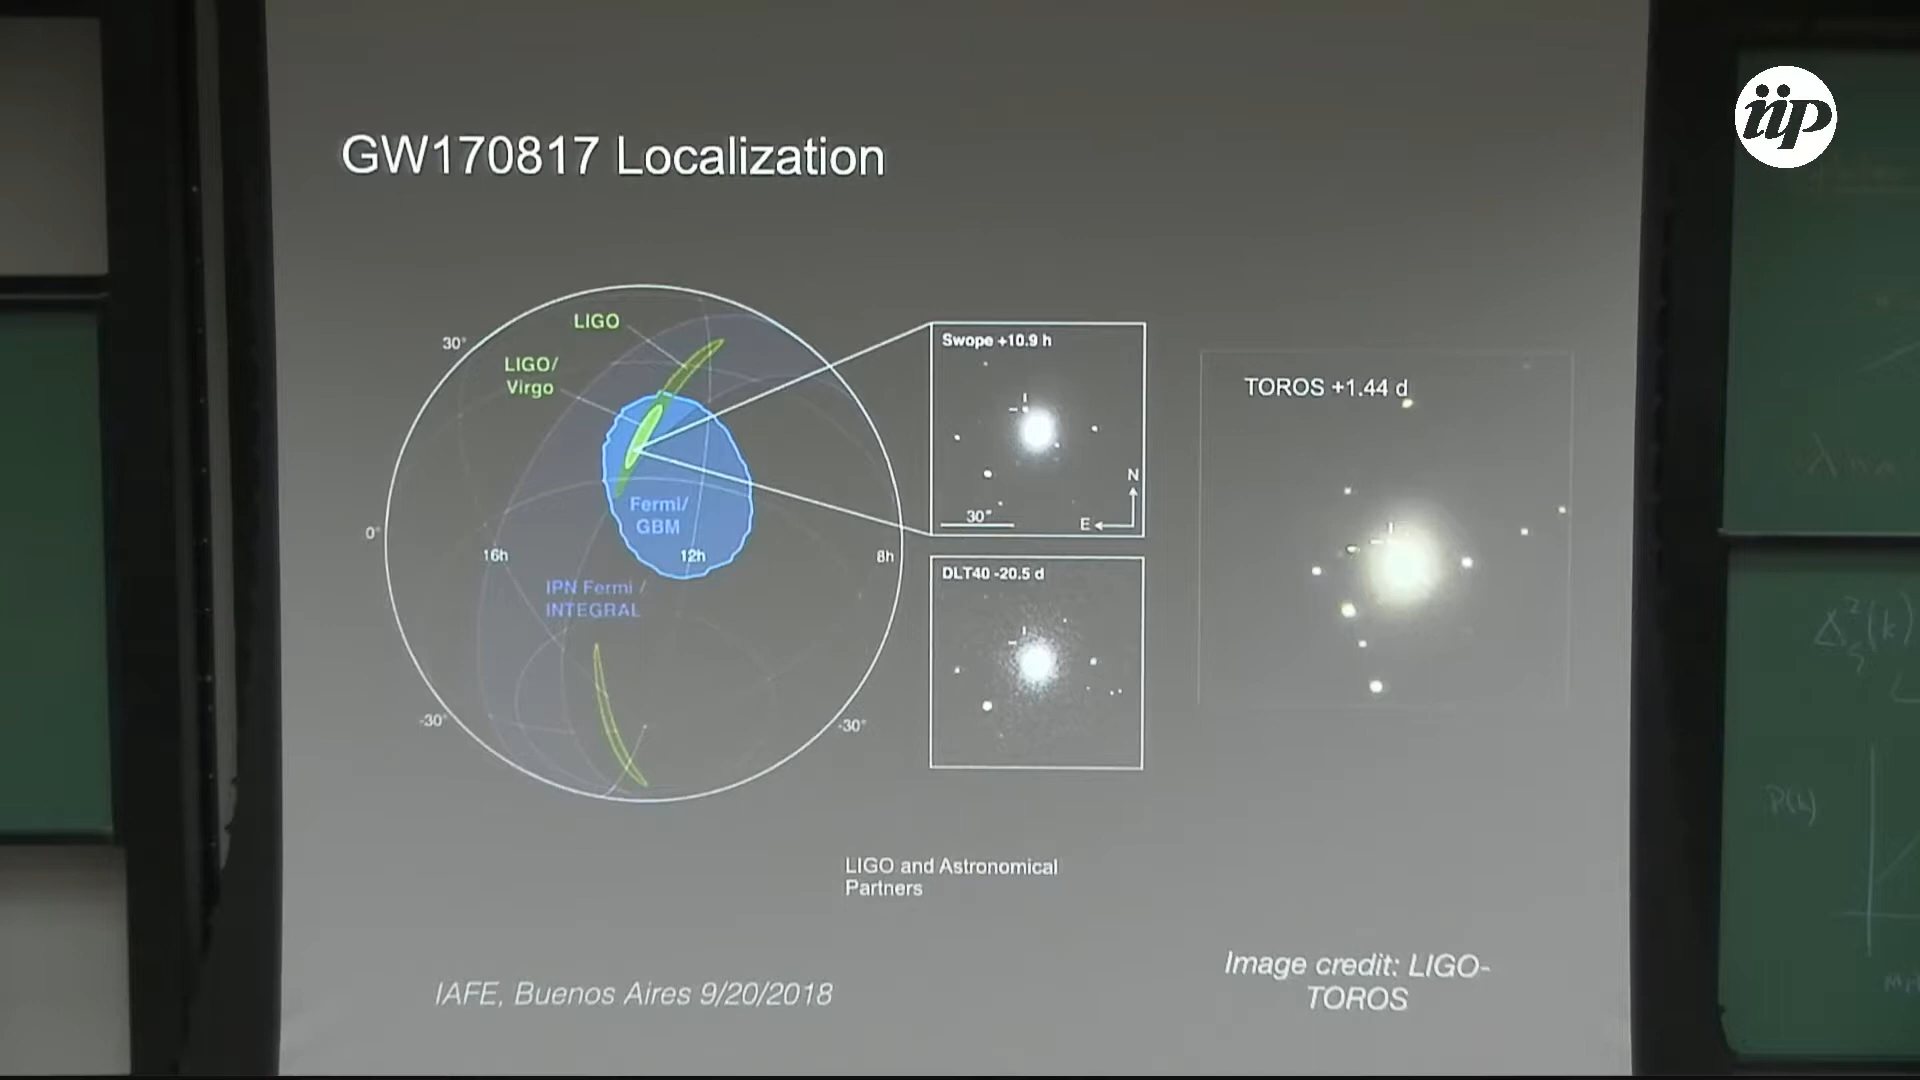 iip
GW170817 Localization
LIGO
30°
LIGO/
Virgo
Swope +10.9 h
TOROS +1.44 d
N
30"
E
Fermi/
GBM
0°
16h
12h
8h
DLT40 -20.5 d
IPN Fermi /
INTEGRAL
-30°
-30°
Δ²ₛ(k)
P(k)
LIGO and Astronomical
Partners
Image credit: LIGO-
TOROS
IAFE, Buenos Aires 9/20/2018